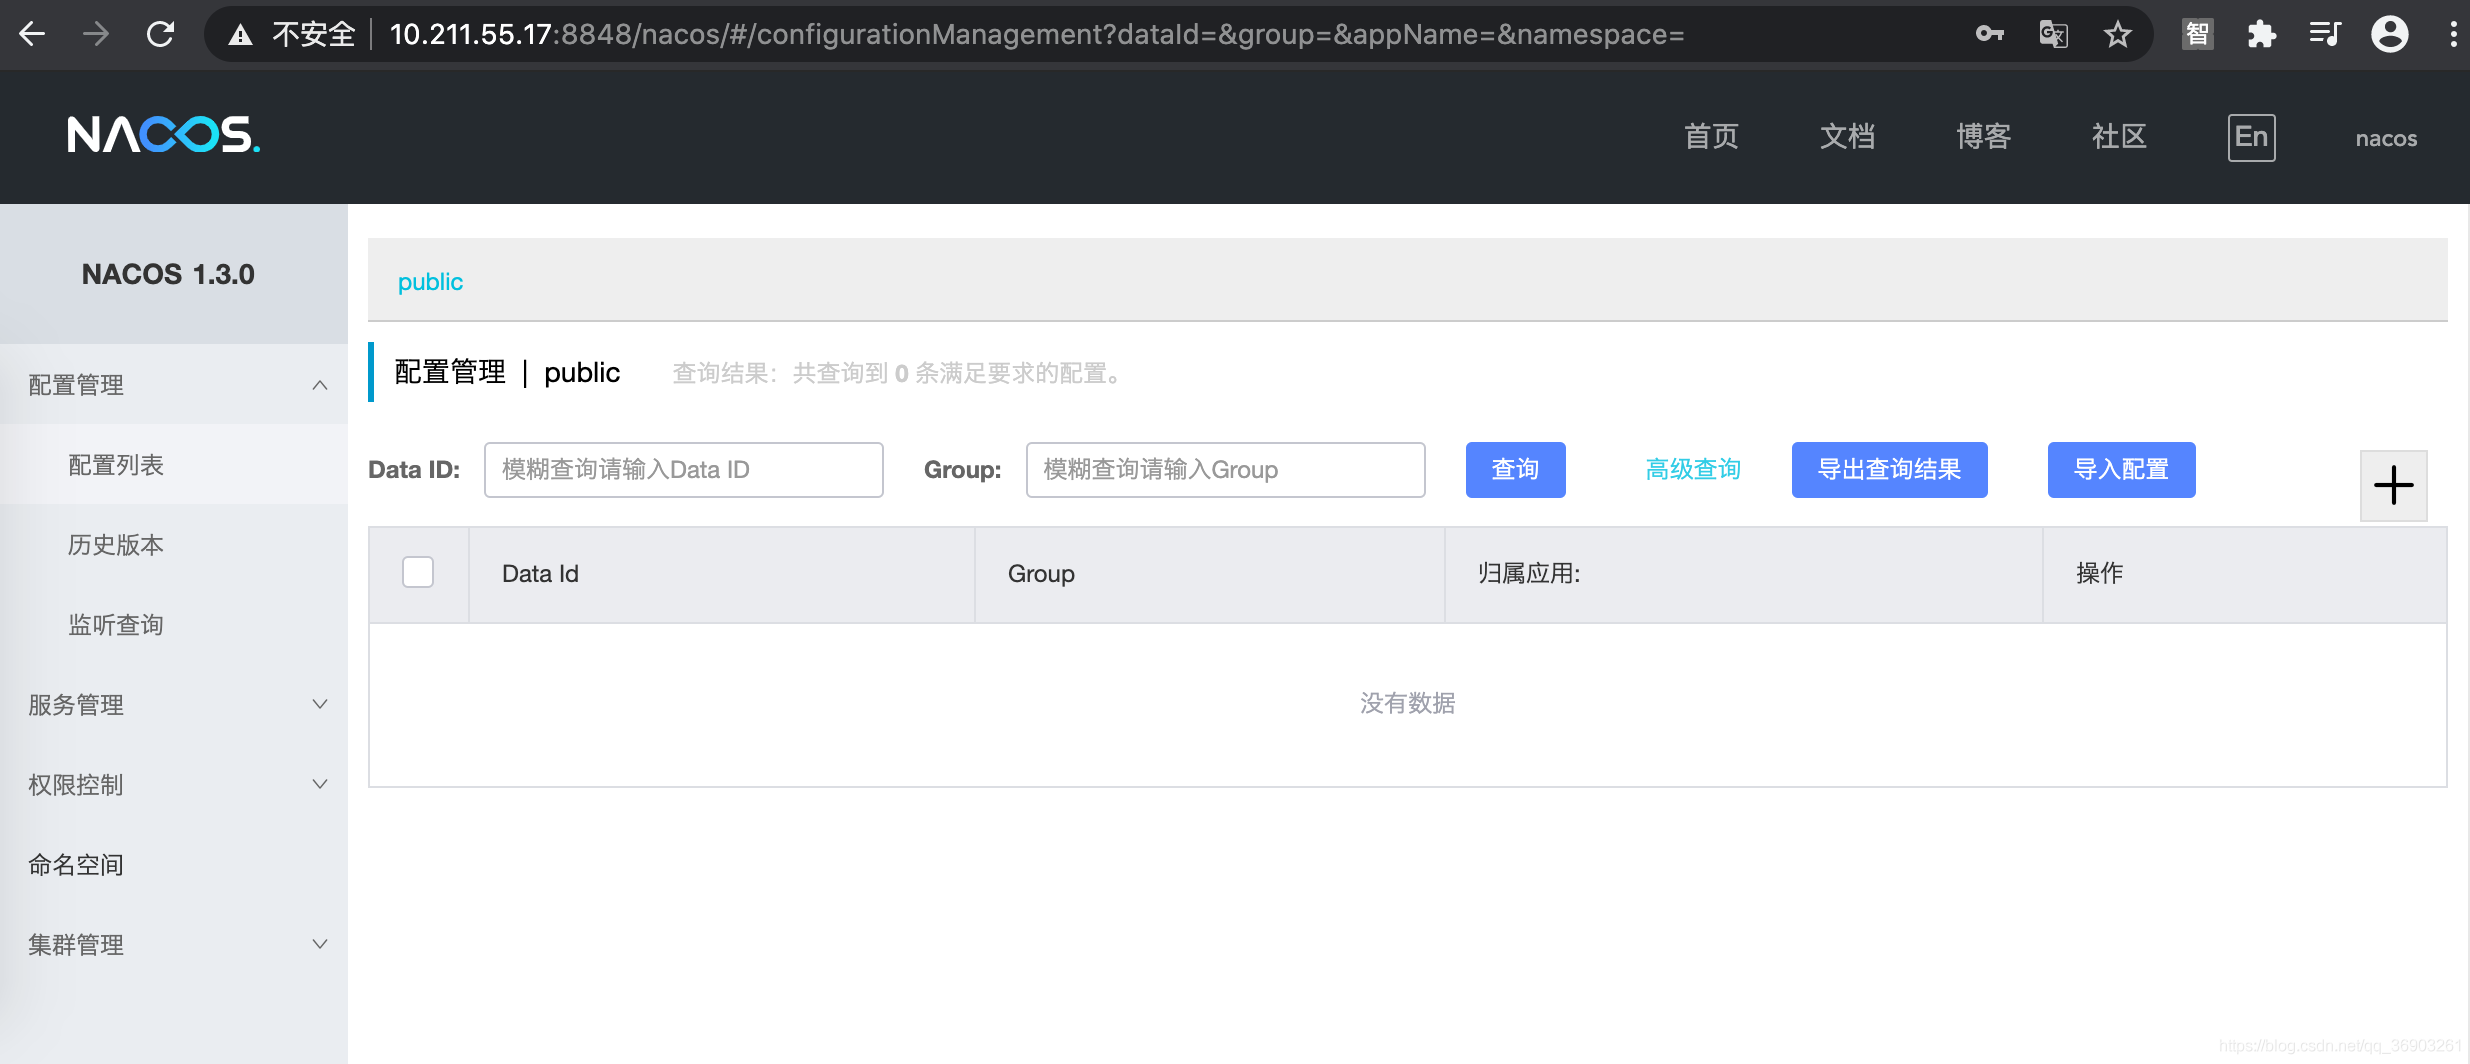 不安全 10.211.55.17:8848/nacos/#/configurationManagement?dataId=&group=&appName=&namespace= 智
NACOS. 首页 文档 博客 社区 En nacos
NACOS 1.3.0
配置管理
配置列表
历史版本
监听查询
服务管理
权限控制
命名空间
集群管理
public
配置管理 | public 查询结果：共查询到 0 条满足要求的配置。
Data ID: 模糊查询请输入Data ID Group: 模糊查询请输入Group 查询 高级查询 导出查询结果 导入配置
Data Id Group 归属应用: 操作
没有数据
https://blog.csdn.net/qq_36903261